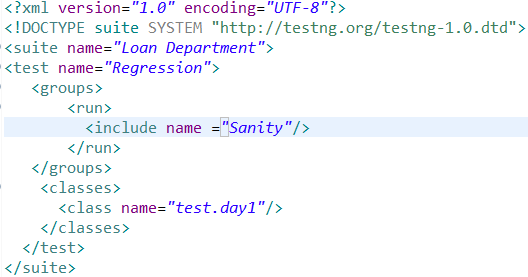 <?xml version="1.0" encoding="UTF-8"?>
<!DOCTYPE suite SYSTEM "http://testng.org/testng-1.0.dtd">
<suite name="Loan Department">
<test name="Regression">
<groups>
<run>
<include name ="Sanity"/>
</run>
</groups>
<classes>
<class name="test.day1"/>
</classes>
</test>
</suite>